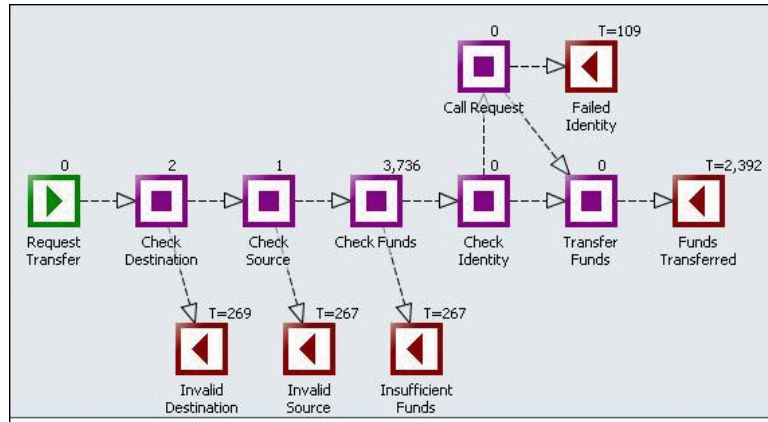 0
T=109
Call Request
Failed
Identity
0
2
1
3,736
0
0
T=2,392
Request
Transfer
Check
Destination
Check
Source
Check Funds
Check
Identity
Transfer
Funds
Funds
Transferred
T=269
T=267
T=267
Invalid
Destination
Invalid
Source
Insufficient
Funds